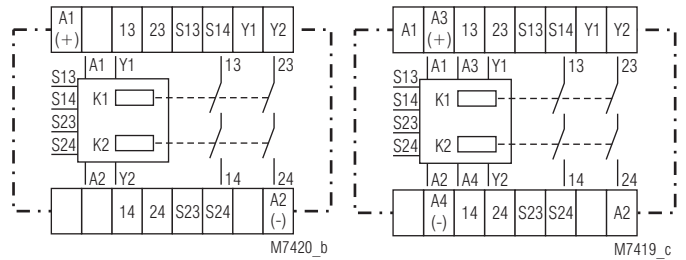 A1 (+) 13 23 S13 S14 Y1 Y2
A1 Y1 13 23
S13
S14
S23
S24
K1
K2
A2 Y2 14 24
14 24 S23 S24 A2 (-)
M7420_b
A1 A3 (+) 13 23 S13 S14 Y1 Y2
A1 A3 Y1 13 23
S13
S14
S23
S24
K1
K2
A2 A4 Y2 14 24
A4 (-) 14 24 S23 S24 A2
M7419_c